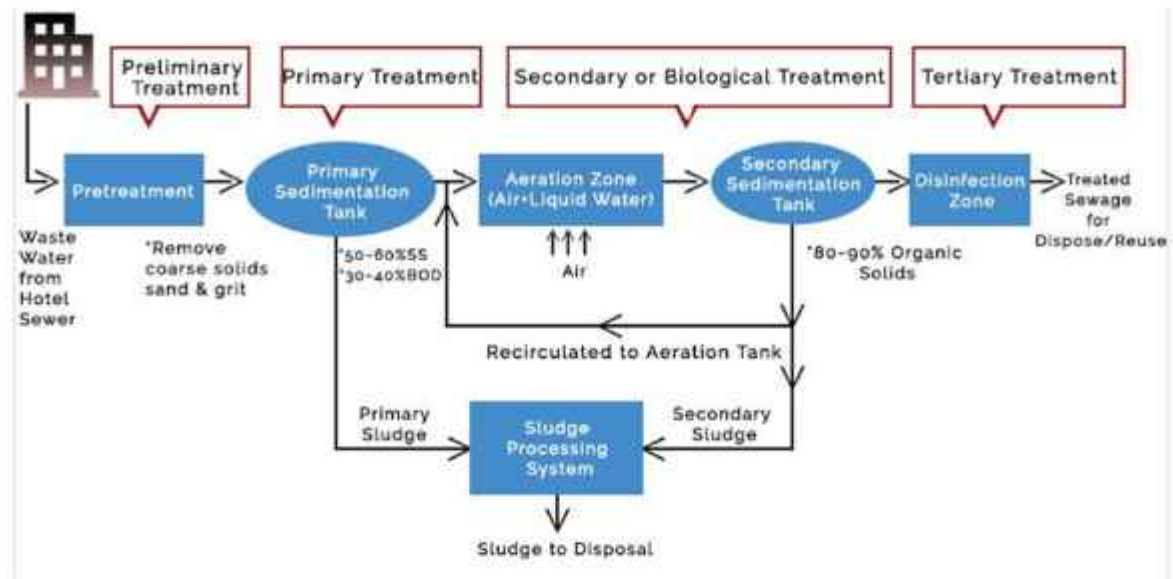 Preliminary
Treatment
Primary Treatment
Secondary or Biological Treatment
Tertiary Treatment
Pretreatment
Primary
Sedimentation
Tank
Aeration Zone
(Air+Liquid Water)
Secondary
Sedimentation
Tank
Disinfection
Zone
Treated
Sewage
for
Dispose/Reuse
Waste
Water
from
Hotel
Sewer
*Remove
coarse solids
sand & grit
*50-60%SS
*30-40%BOD
Air
*80-90% Organic
Solids
Recirculated to Aeration Tank
Primary
Sludge
Sludge
Processing
System
Secondary
Sludge
Sludge to Disposal